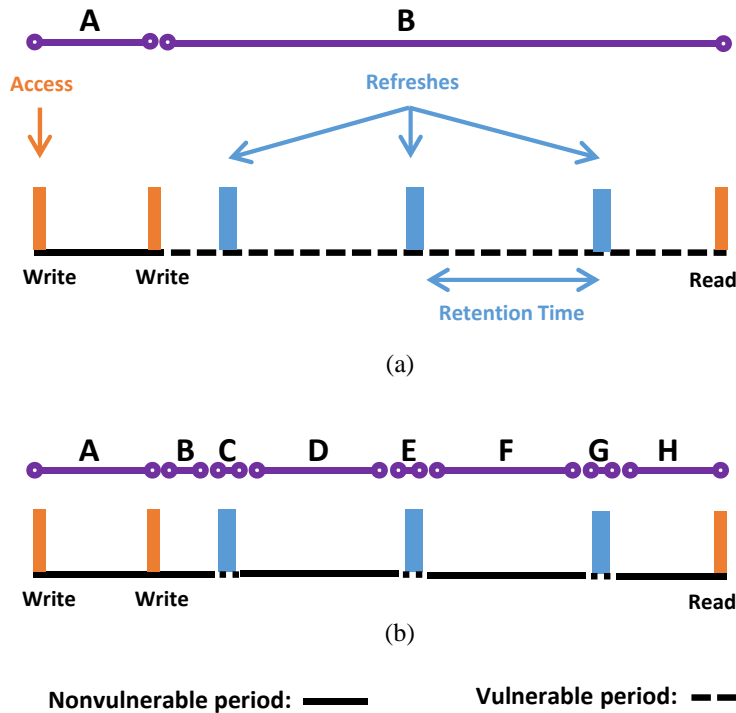 A B
Access Refreshes
Write Write Read
Retention Time
(a)
A B C D E F G H
Write Write Read
(b)
Nonvulnerable period: Vulnerable period: